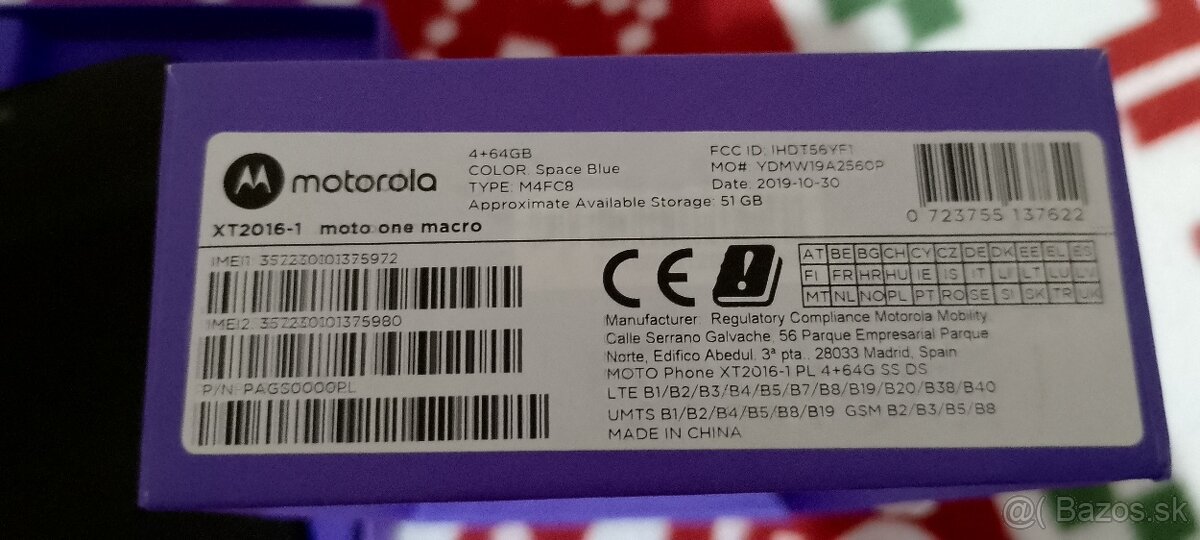 motorola
XT2016-1 moto one macro
4+64GB
COLOR: Space Blue
TYPE: M4FC8
Approximate Available Storage: 51 GB
FCC ID: IHDT56YF1
MO# YDMW19A2560P
Date: 2019-10-30
0 723755 137622
IMEI1: 352230101375972
IMEI2: 352230101375980
P/N: PAGS0000PL
CE
AT BE BG CH CY CZ DE DK EE EL ES
FI FR HR HU IE IS IT LI LT LU LV
MT NL NO PL PT RO SE SI SK TR UK
Manufacturer: Regulatory Compliance Motorola Mobility
Calle Serrano Galvache, 56 Parque Empresarial Parque
Norte, Edifico Abedul, 3ª pta., 28033 Madrid, Spain
MOTO Phone XT2016-1 PL 4+64G SS DS
LTE B1/B2/B3/B4/B5/B7/B8/B19/B20/B38/B40
UMTS B1/B2/B4/B5/B8/B19 GSM B2/B3/B5/B8
MADE IN CHINA
@( Bazos.sk